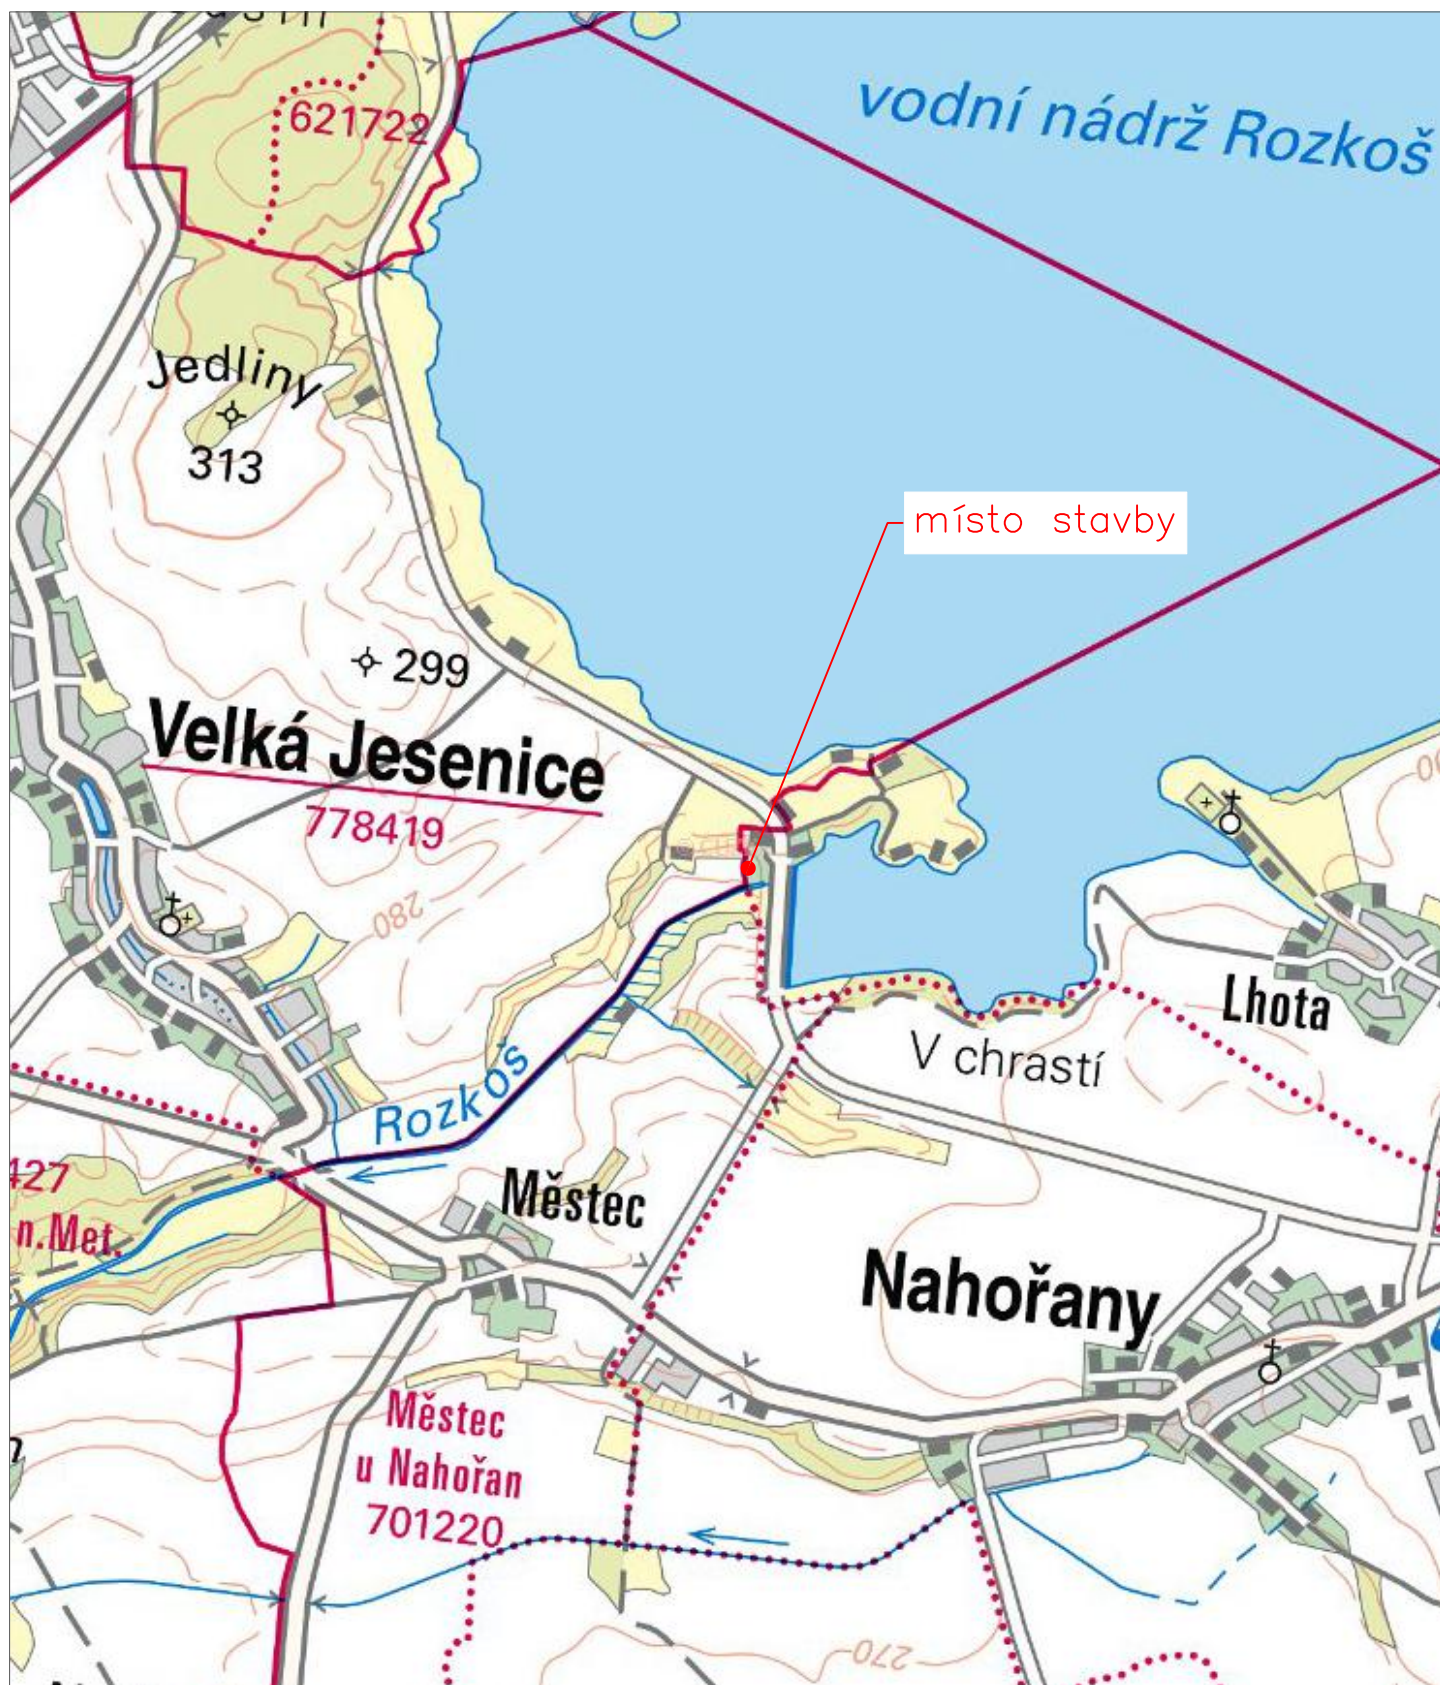 621722
vodní nádrž Rozkoš
Jedliny
313
místo stavby
299
Velká Jesenice
778419
280
Lhota
V chrastí
Rozkoš
427
Městec
n.Met.
Nahořany
Městec
u Nahořan
701220
270